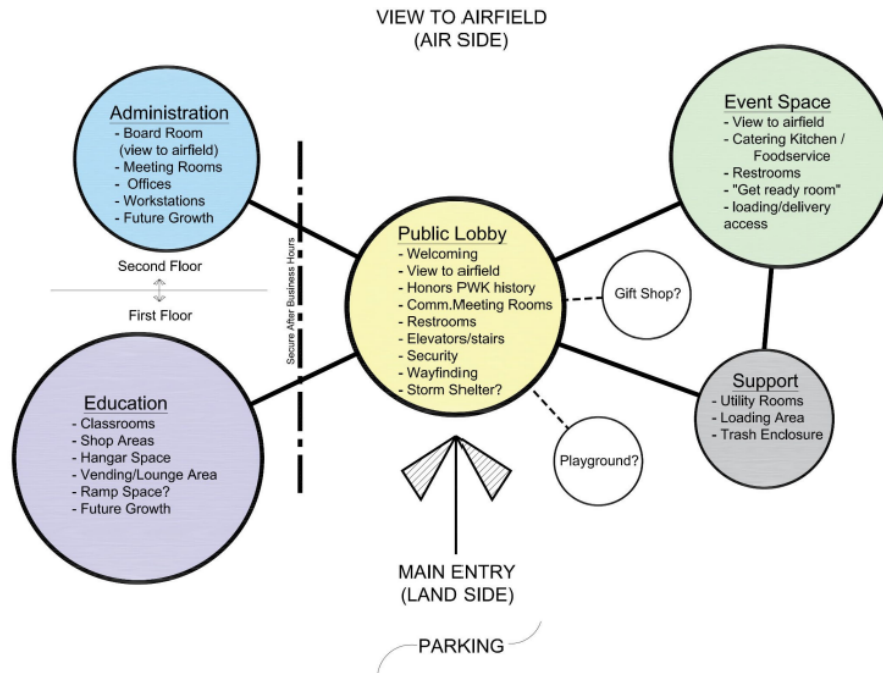 VIEW TO AIRFIELD
(AIR SIDE)
Administration
- Board Room
(view to airfield)
- Meeting Rooms
- Offices
- Workstations
- Future Growth
Second Floor
First Floor
Secure After Business Hours
Education
- Classrooms
- Shop Areas
- Hangar Space
- Vending/Lounge Area
- Ramp Space?
- Future Growth
Public Lobby
- Welcoming
- View to airfield
- Honors PWK history
- Comm.Meeting Rooms
- Restrooms
- Elevators/stairs
- Security
- Wayfinding
- Storm Shelter?
Event Space
- View to airfield
- Catering Kitchen /
Foodservice
- Restrooms
- "Get ready room"
- loading/delivery
access
Gift Shop?
Support
- Utility Rooms
- Loading Area
- Trash Enclosure
Playground?
MAIN ENTRY
(LAND SIDE)
PARKING